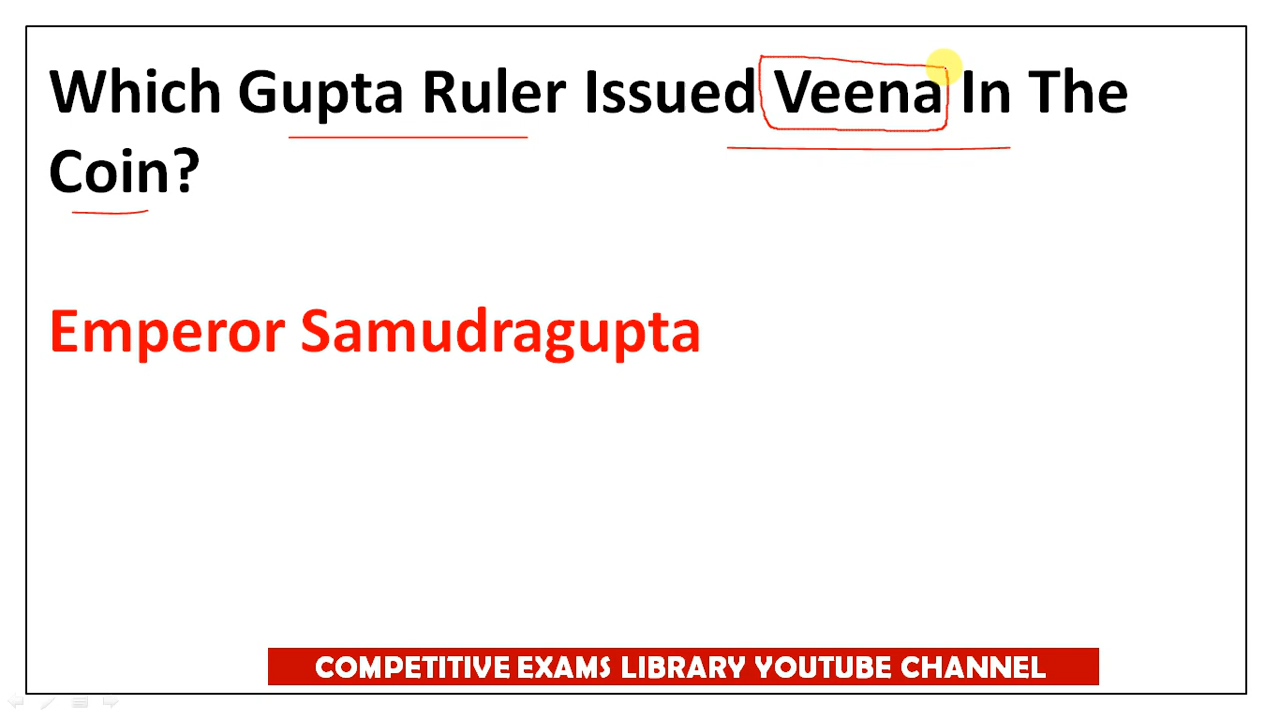 Which Gupta Ruler Issued Veena In The
Coin?
Emperor Samudragupta
COMPETITIVE EXAMS LIBRARY YOUTUBE CHANNEL